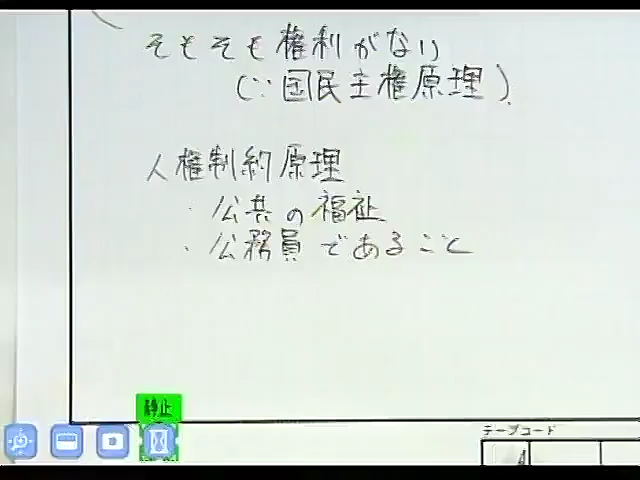 そもそも権利がない
(∵国民主権原理).
人権制約原理
・公共の福祉
・公務員であること
静止
テープコード
A